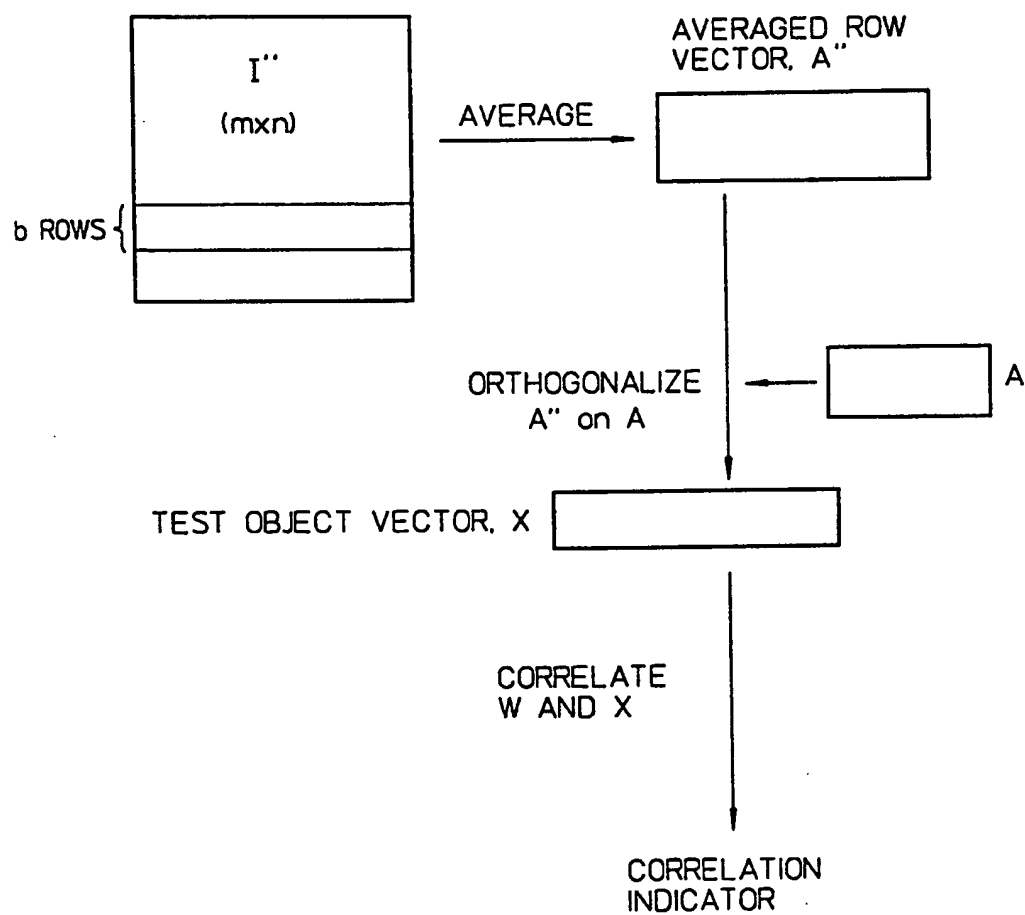 I''
(mxn)
b ROWS
AVERAGE
AVERAGED ROW
VECTOR, A''
ORTHOGONALIZE
A'' on A
A
TEST OBJECT VECTOR, X
CORRELATE
W AND X
CORRELATION
INDICATOR